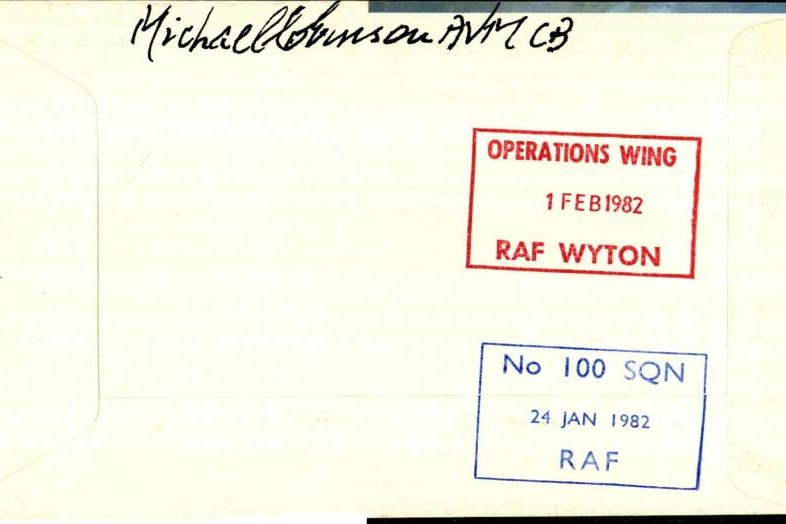 Michael Robinson AVM CB
OPERATIONS WING
1 FEB 1982
RAF WYTON
No 100 SQN
24 JAN 1982
RAF